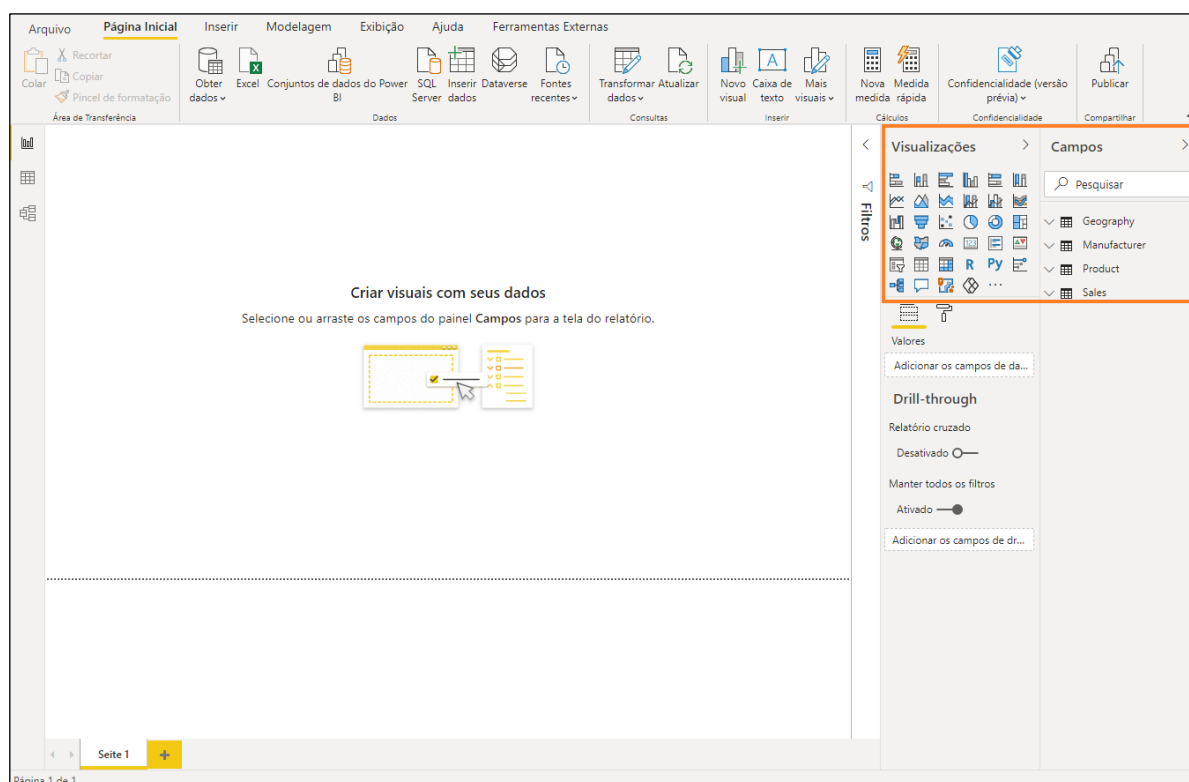 Arquivo Página Inicial Inserir Modelagem Exibição Ajuda Ferramentas Externas
Colar
Recortar
Copiar
Pincel de formatação
Área de Transferência
Obter dados
Excel
Conjuntos de dados do Power BI
SQL Server
Inserir dados
Dataverse
Fontes recentes
Dados
Transformar dados
Atualizar
Consultas
Novo visual
A
Caixa de texto
Mais visuais
Inserir
Nova medida
Medida rápida
Cálculos
Confidencialidade (versão prévia)
Confidencialidade
Publicar
Compartilhar
Criar visuais com seus dados
Selecione ou arraste os campos do painel Campos para a tela do relatório.
Filtros
Visualizações
123
R
Py
Valores
Adicionar os campos de da...
Drill-through
Relatório cruzado
Desativado
Manter todos os filtros
Ativado
Adicionar os campos de dr...
Campos
Pesquisar
Geography
Manufacturer
Product
Sales
Seite 1
Página 1 de 1